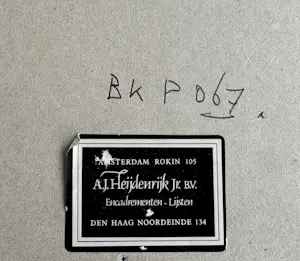 BK P 067.
AMSTERDAM ROKIN 105
A.J. Heijdenrijk Jr. B.V.
Encadrementen - Lijsten
DEN HAAG NOORDEINDE 134